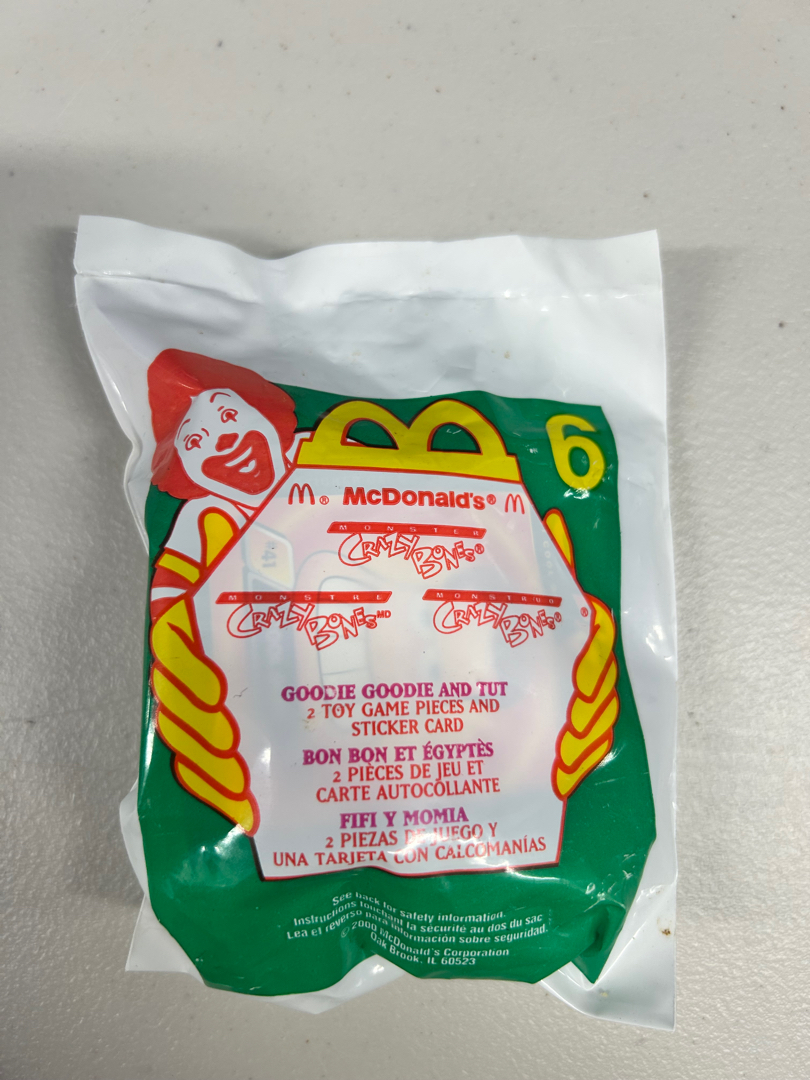 6
M® McDonald's® M
MONSTER
CRAZY BONES®
MONSTRE
CRAZY BONES MD
MONSTRUO
CRAZY BONES®
®
#41
GOODIE GOODIE AND TUT
2 TOY GAME PIECES AND
STICKER CARD
BON BON ET ÉGYPTÈS
2 PIÈCES DE JEU ET
CARTE AUTOCOLLANTE
FIFI Y MOMIA
2 PIEZAS DE JUEGO Y
UNA TARJETA CON CALCOMANÍAS
See back for safety information.
Instructions touchant la sécurité au dos du sac
Lea el reverso para información sobre seguridad.
© 2000 McDonald's Corporation
Oak Brook, IL 60523